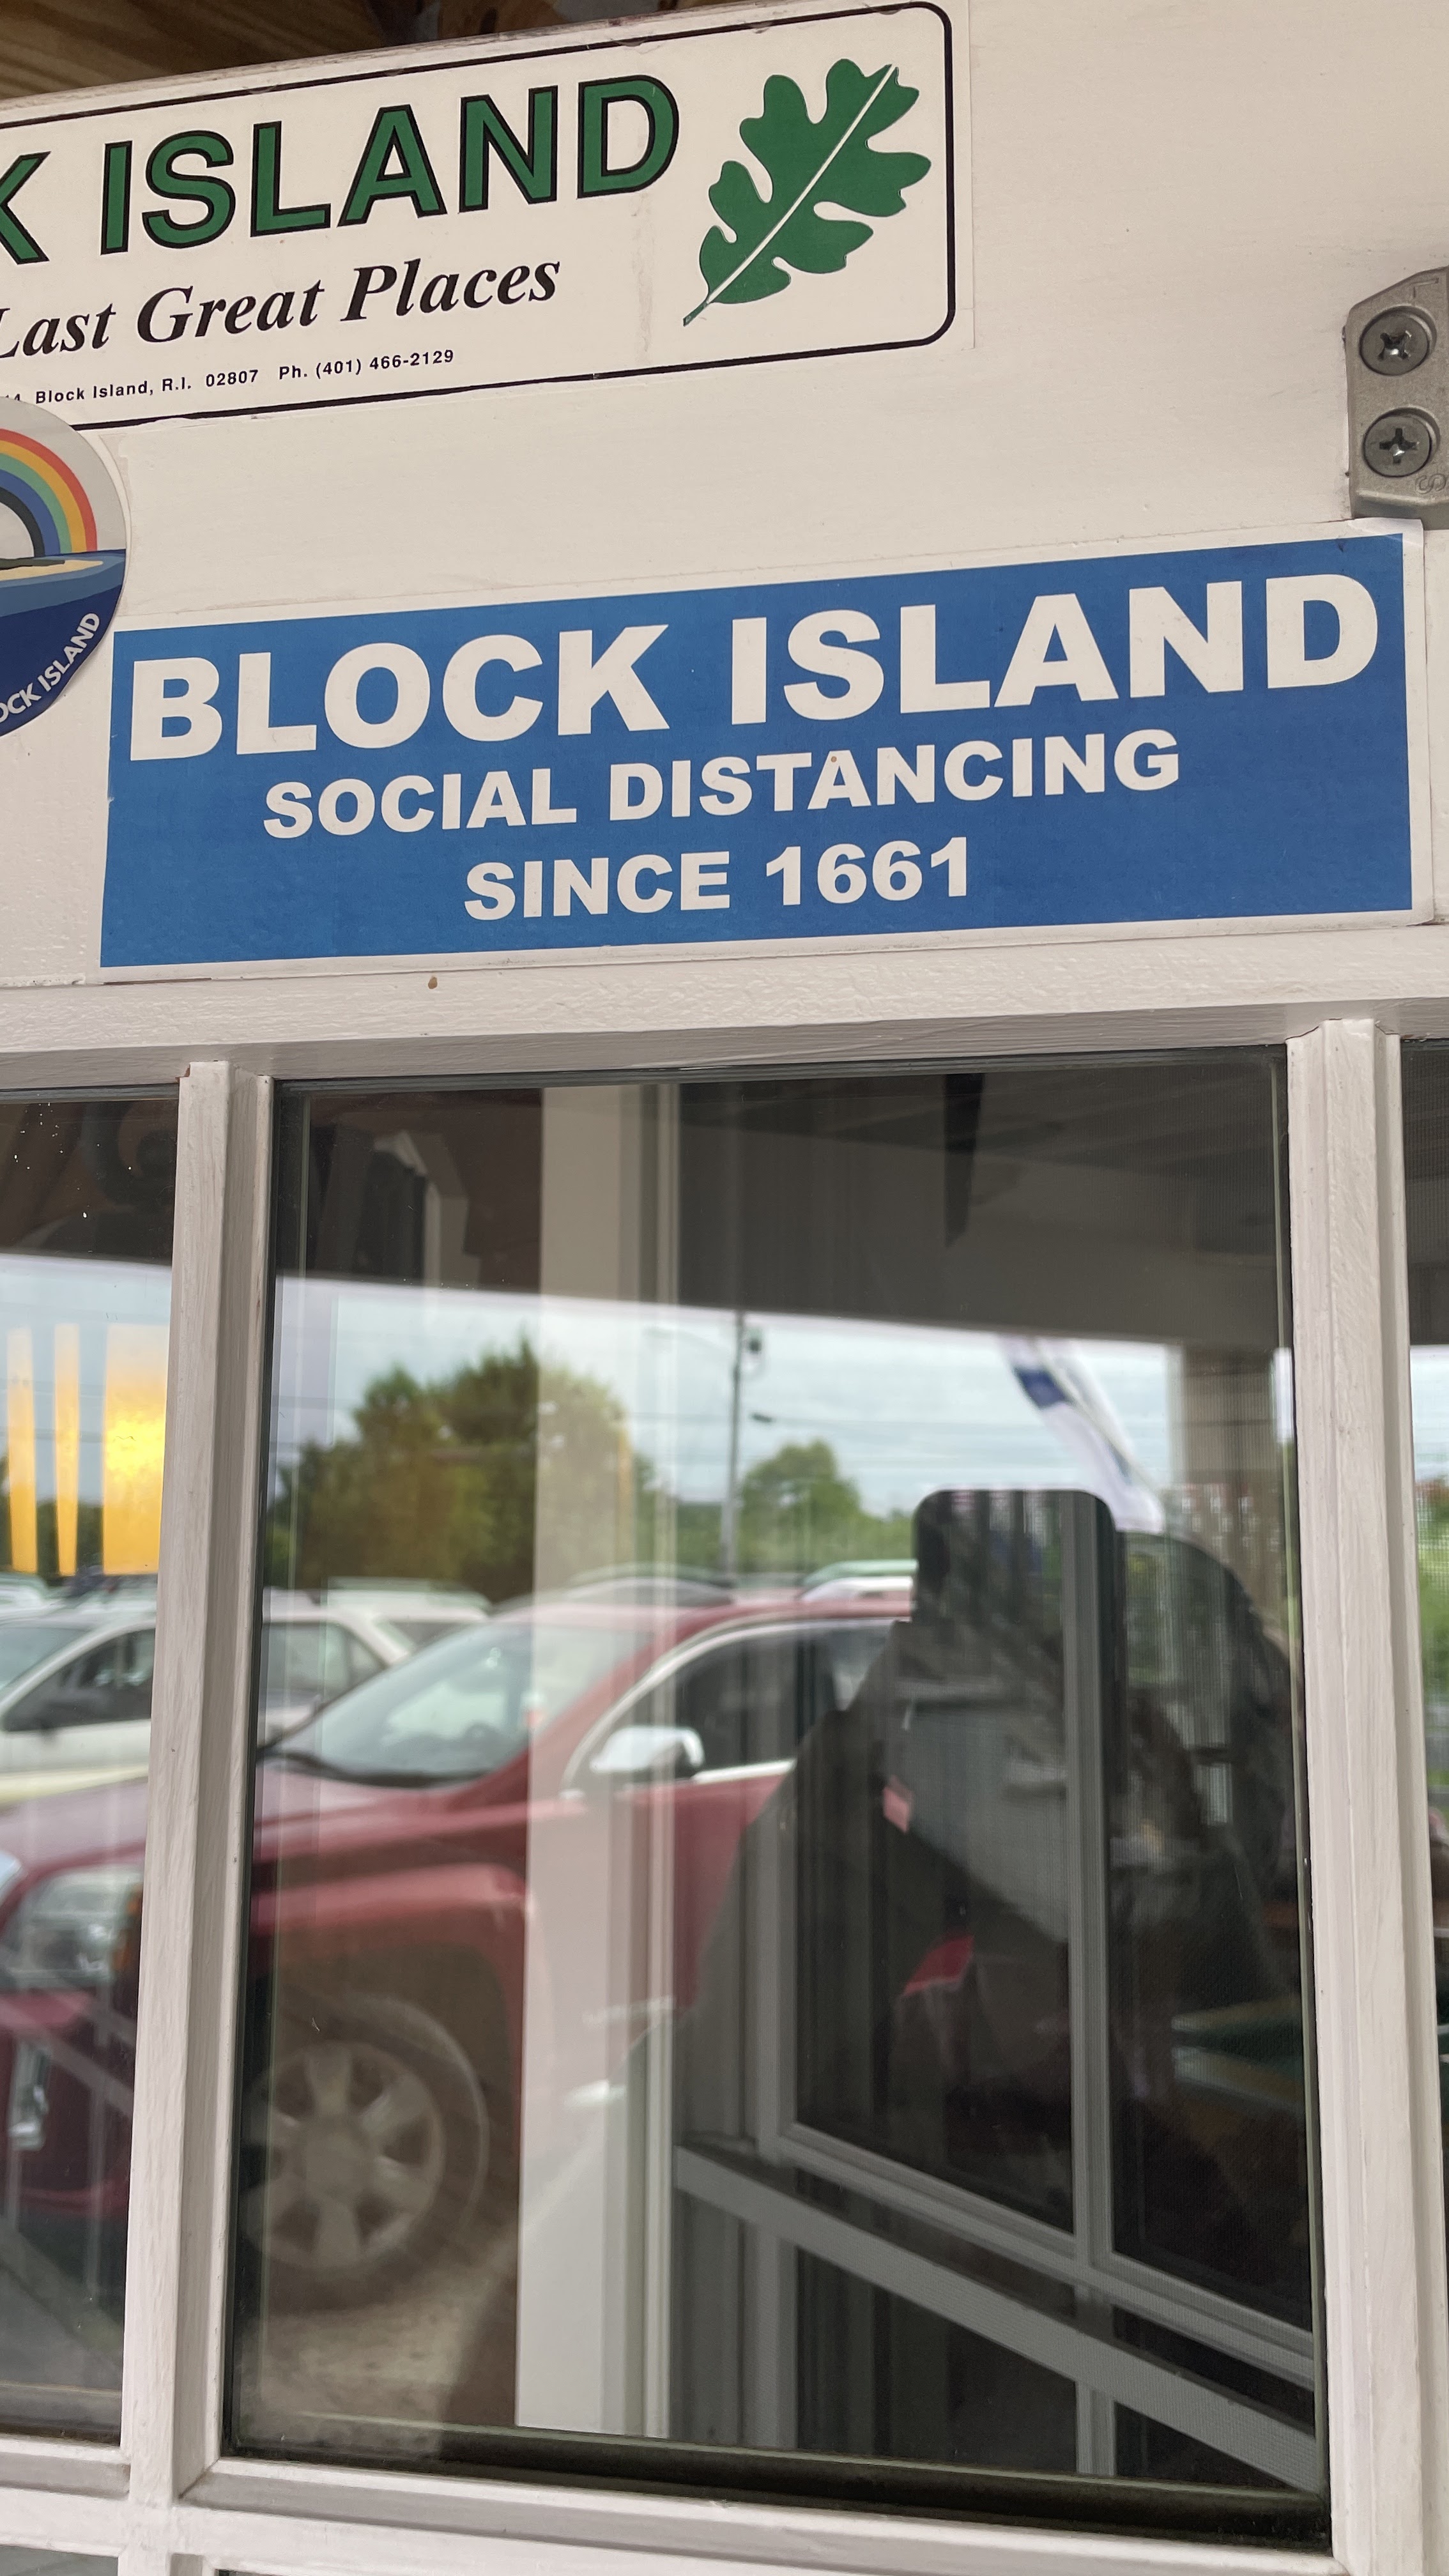 K ISLAND
Last Great Places
Block Island, R.I. 02807 Ph. (401) 466-2129
OCK ISLAND
BLOCK ISLAND
SOCIAL DISTANCING
SINCE 1661